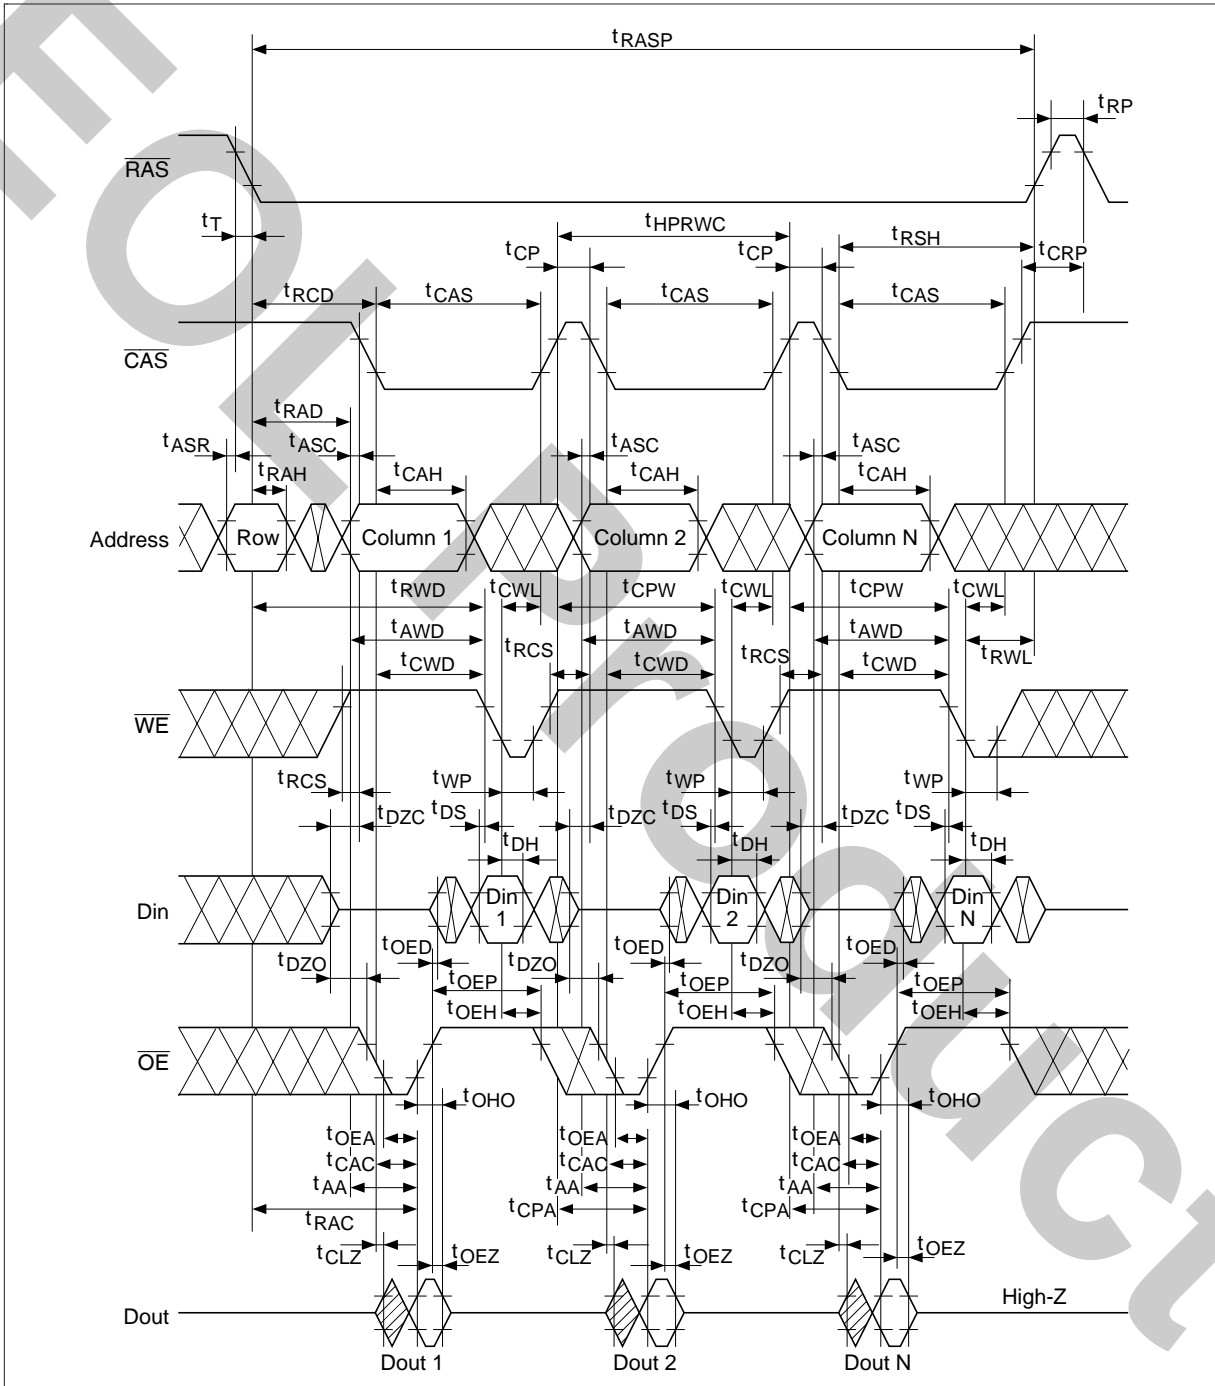 EOL Product
tRASP
tRP
RAS
tT
tHPRWC
tRSH
tCP
tCP
tCRP
tRCD
tCAS
tCAS
tCAS
CAS
tRAD
tASR
tASC
tASC
tASC
tRAH
tCAH
tCAH
tCAH
Address
Row
Column 1
Column 2
Column N
tRWD
tCWL
tCPW
tCWL
tCPW
tCWL
tAWD
tAWD
tAWD
tRCS
tRCS
tRWL
tCWD
tCWD
tCWD
WE
tRCS
tWP
tWP
tWP
tDZC
tDS
tDZC
tDS
tDZC
tDS
tDH
tDH
tDH
Din
Din 1
Din 2
Din N
tOED
tOED
tOED
tDZO
tDZO
tDZO
tOEP
tOEP
tOEP
tOEH
tOEH
tOEH
OE
tOHO
tOHO
tOHO
tOEA
tOEA
tOEA
tCAC
tCAC
tCAC
tAA
tAA
tAA
tRAC
tCPA
tCPA
tCLZ
tOEZ
tCLZ
tOEZ
tCLZ
tOEZ
High-Z
Dout
Dout 1
Dout 2
Dout N